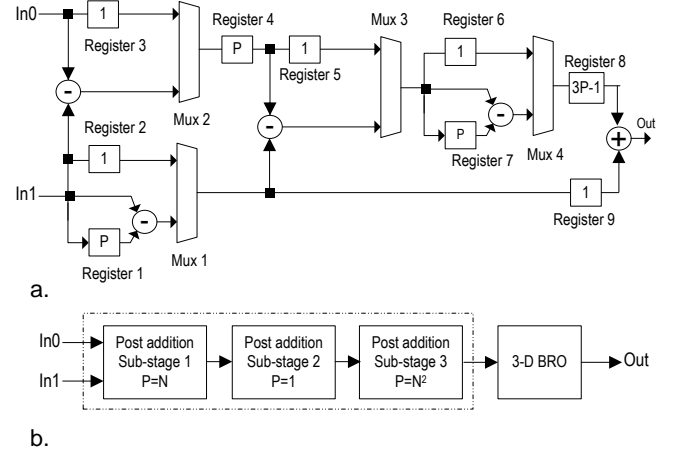 In0
1
Register 3
Register 4
P
1
Register 5
Mux 3
Register 6
1
Register 8
3P-1
-
Mux 2
-
-
P
Register 7
Mux 4
+
Out
Register 2
1
In1
-
P
Register 1
Mux 1
1
Register 9
a.
In0
In1
Post addition
Sub-stage 1
P=N
Post addition
Sub-stage 2
P=1
Post addition
Sub-stage 3
P=N²
3-D BRO
Out
b.